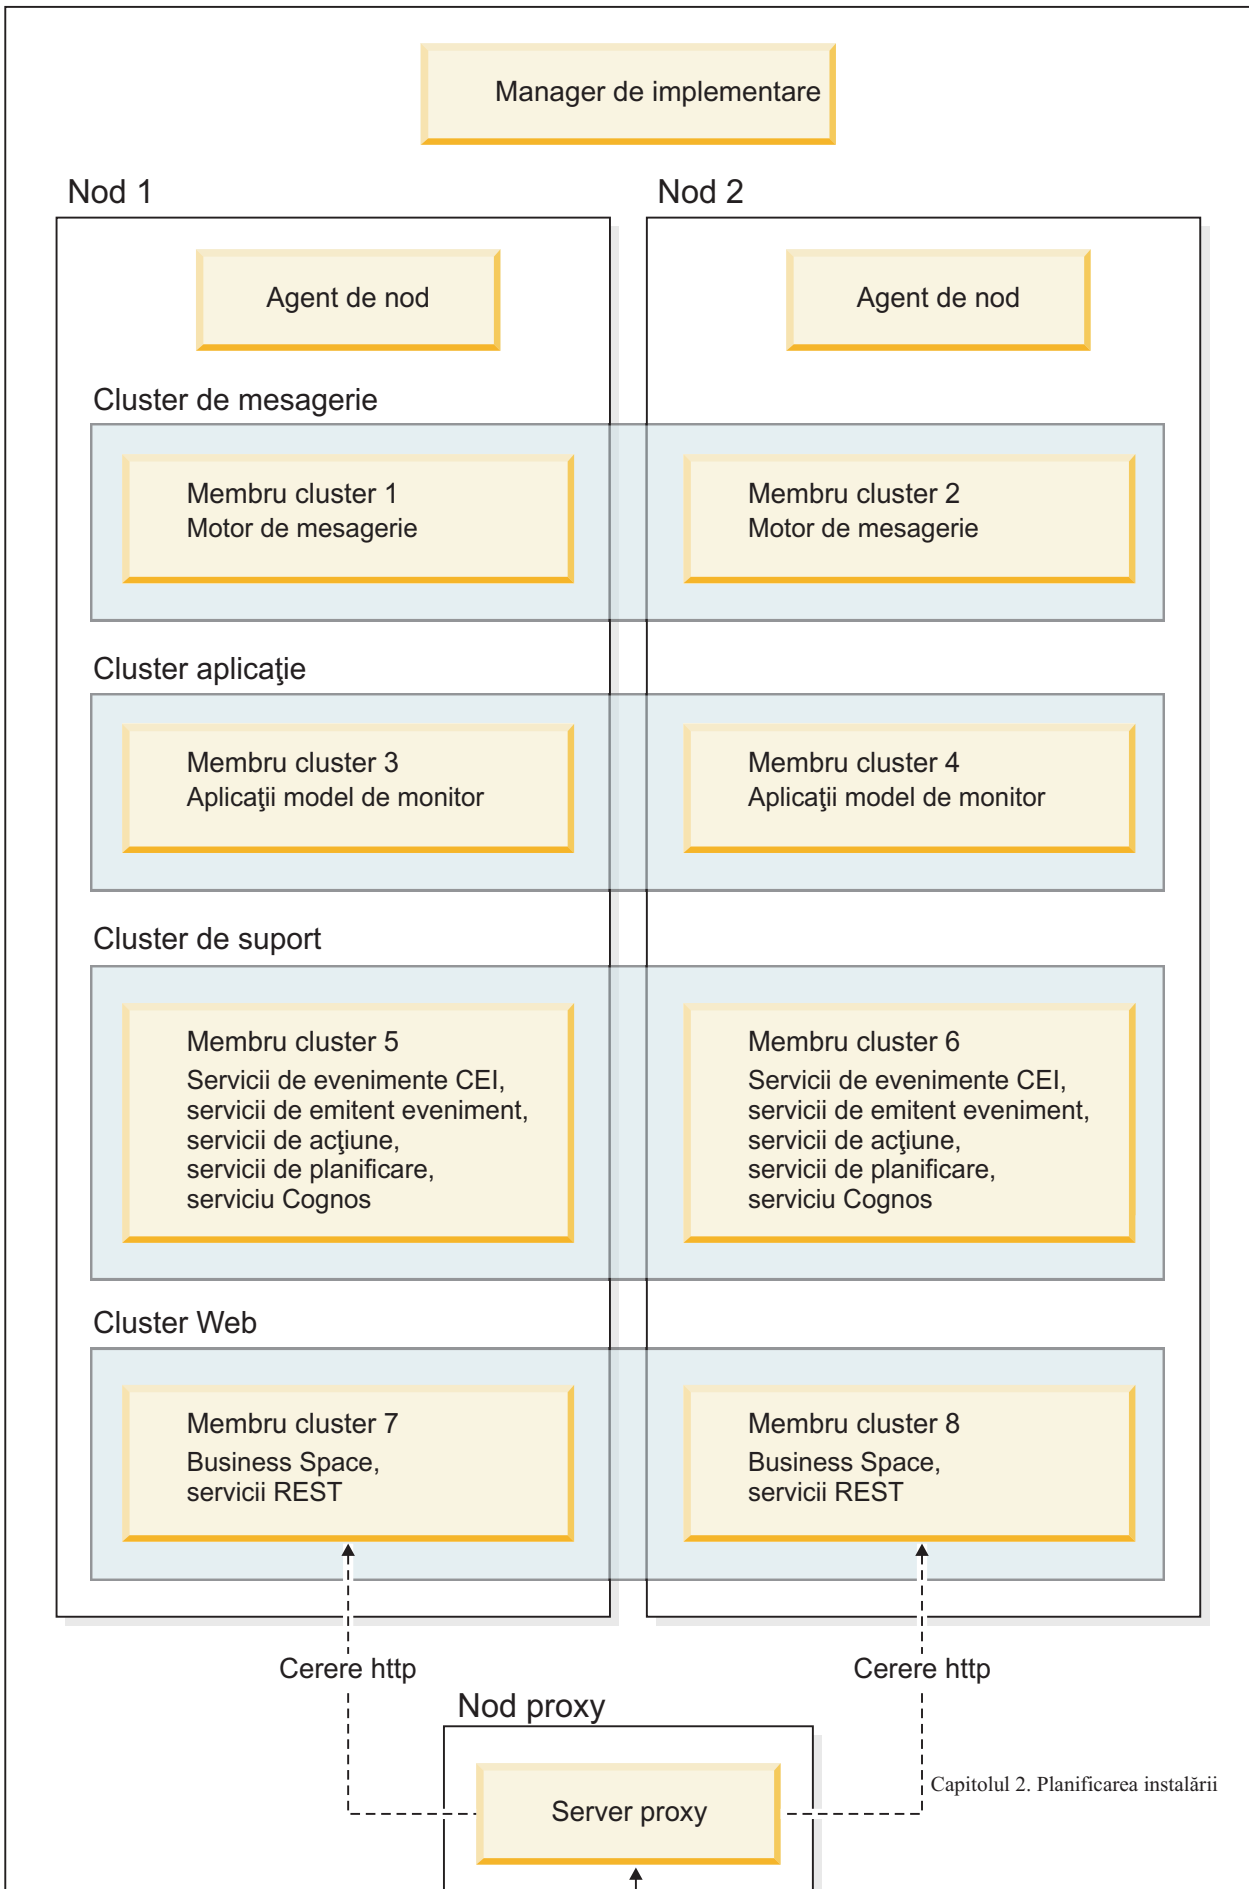 Manager de implementare
Nod 1
Nod 2
Agent de nod
Agent de nod
Cluster de mesagerie
Membru cluster 1
Motor de mesagerie
Membru cluster 2
Motor de mesagerie
Cluster aplicaţie
Membru cluster 3
Aplicaţii model de monitor
Membru cluster 4
Aplicaţii model de monitor
Cluster de suport
Membru cluster 5
Servicii de evenimente CEI,
servicii de emitent eveniment,
servicii de acţiune,
servicii de planificare,
serviciu Cognos
Membru cluster 6
Servicii de evenimente CEI,
servicii de emitent eveniment,
servicii de acţiune,
servicii de planificare,
serviciu Cognos
Cluster Web
Membru cluster 7
Business Space,
servicii REST
Membru cluster 8
Business Space,
servicii REST
Cerere http
Cerere http
Nod proxy
Server proxy
Capitolul 2. Planificarea instalării